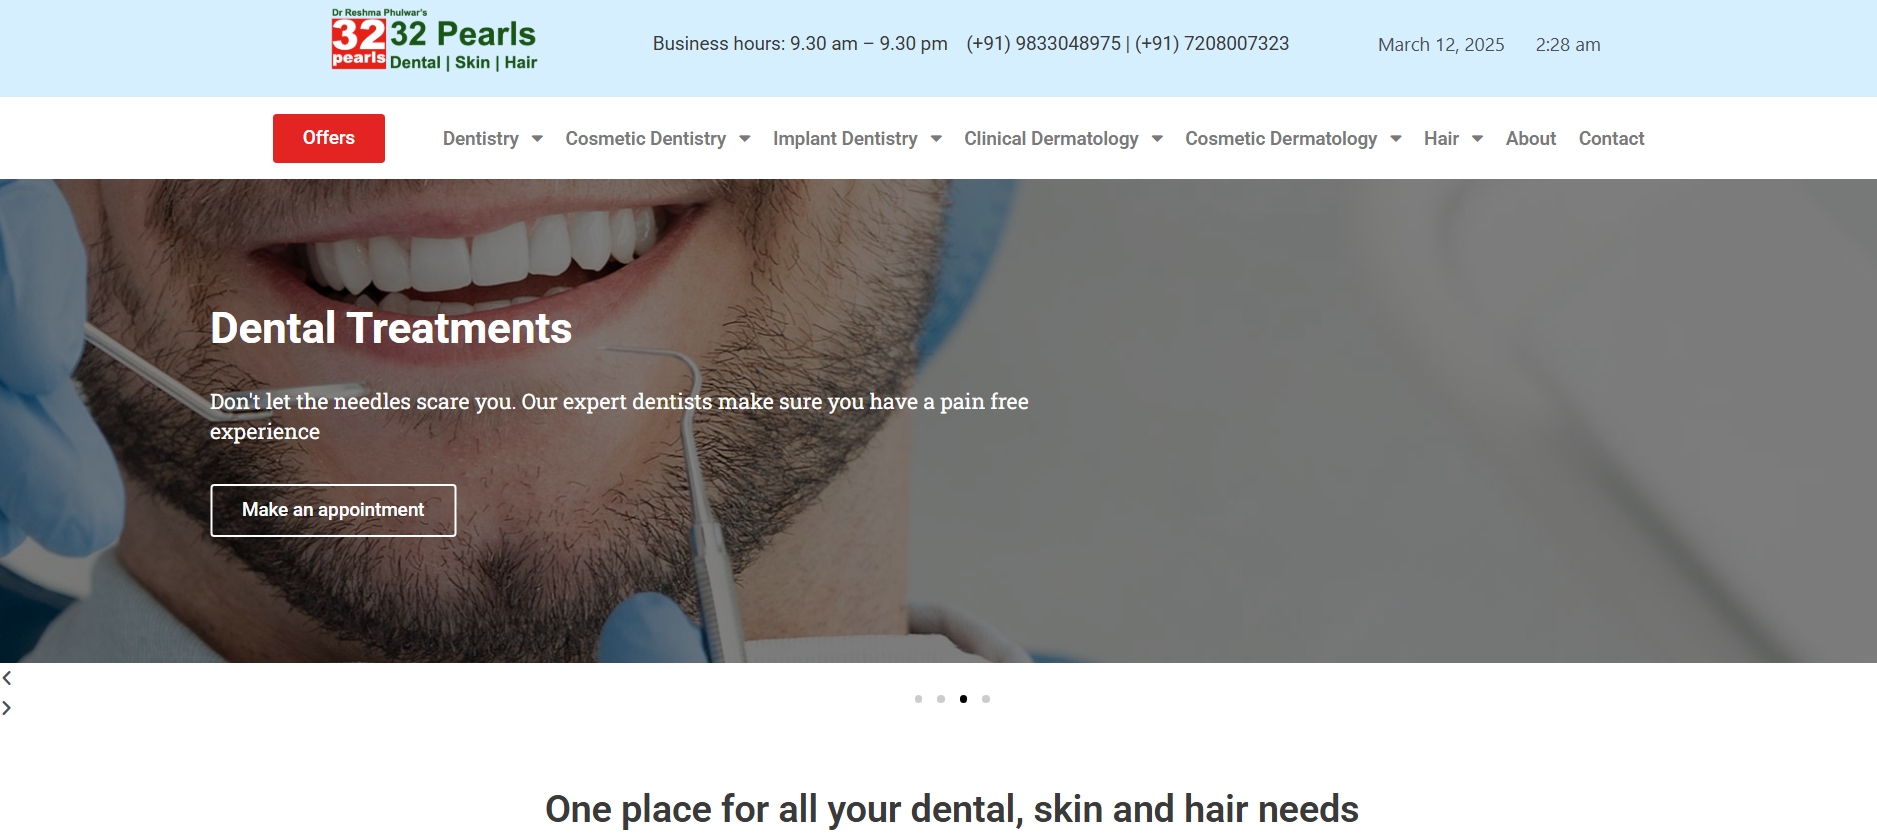 Dr Reshma Phulwar's
32 pearls
32 Pearls
Dental | Skin | Hair
Business hours: 9.30 am – 9.30 pm (+91) 9833048975 | (+91) 7208007323
March 12, 2025 2:28 am
Offers Dentistry Cosmetic Dentistry Implant Dentistry Clinical Dermatology Cosmetic Dermatology Hair About Contact
Dental Treatments
Don't let the needles scare you. Our expert dentists make sure you have a pain free
experience
Make an appointment
One place for all your dental, skin and hair needs